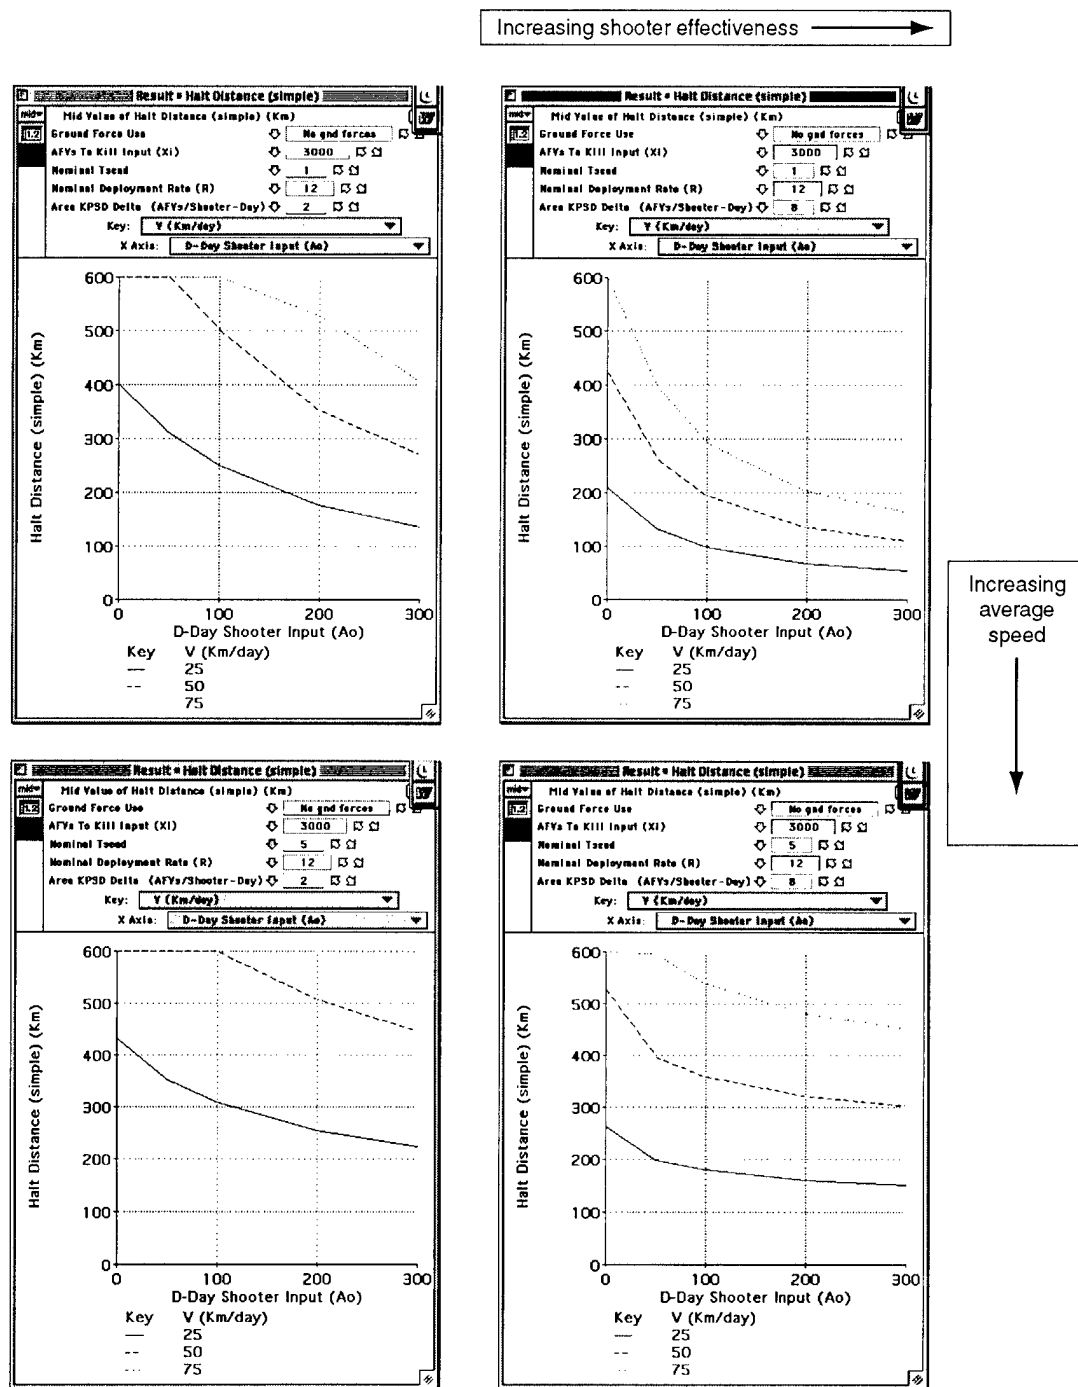 Increasing shooter effectiveness
Result • Halt Distance (simple)
mid
Mid Value of Halt Distance (simple) (Km)
1.2
Ground Force Use
No gnd forces
AFVs To Kill Input (Xi)
3000
Nominal Tsead
1
Nominal Deployment Rate (R)
12
Area KPSD Delta (AFVs/Shooter-Day)
2
Key:
V (Km/day)
X Axis:
D-Day Shooter Input (Ao)
Halt Distance (simple) (Km)
600
500
400
300
200
100
0
0 100 200 300
D-Day Shooter Input (Ao)
Key V (Km/day)
25
50
75
Result • Halt Distance (simple)
mid
Mid Value of Halt Distance (simple) (Km)
1.2
Ground Force Use
No gnd forces
AFVs To Kill Input (Xi)
3000
Nominal Tsead
1
Nominal Deployment Rate (R)
12
Area KPSD Delta (AFVs/Shooter-Day)
8
Key:
V (Km/day)
X Axis:
D-Day Shooter Input (Ao)
Halt Distance (simple) (Km)
600
500
400
300
200
100
0
0 100 200 300
D-Day Shooter Input (Ao)
Key V (Km/day)
25
50
75
Increasing
average
speed
Result • Halt Distance (simple)
mid
Mid Value of Halt Distance (simple) (Km)
1.2
Ground Force Use
No gnd forces
AFVs To Kill Input (Xi)
3000
Nominal Tsead
5
Nominal Deployment Rate (R)
12
Area KPSD Delta (AFVs/Shooter-Day)
2
Key:
V (Km/day)
X Axis:
D-Day Shooter Input (Ao)
Halt Distance (simple) (Km)
600
500
400
300
200
100
0
0 100 200 300
D-Day Shooter Input (Ao)
Key V (Km/day)
25
50
75
Result • Halt Distance (simple)
mid
Mid Value of Halt Distance (simple) (Km)
1.2
Ground Force Use
No gnd forces
AFVs To Kill Input (Xi)
3000
Nominal Tsead
5
Nominal Deployment Rate (R)
12
Area KPSD Delta (AFVs/Shooter-Day)
8
Key:
V (Km/day)
X Axis:
D-Day Shooter Input (Ao)
Halt Distance (simple) (Km)
600
500
400
300
200
100
0
0 100 200 300
D-Day Shooter Input (Ao)
Key V (Km/day)
25
50
75